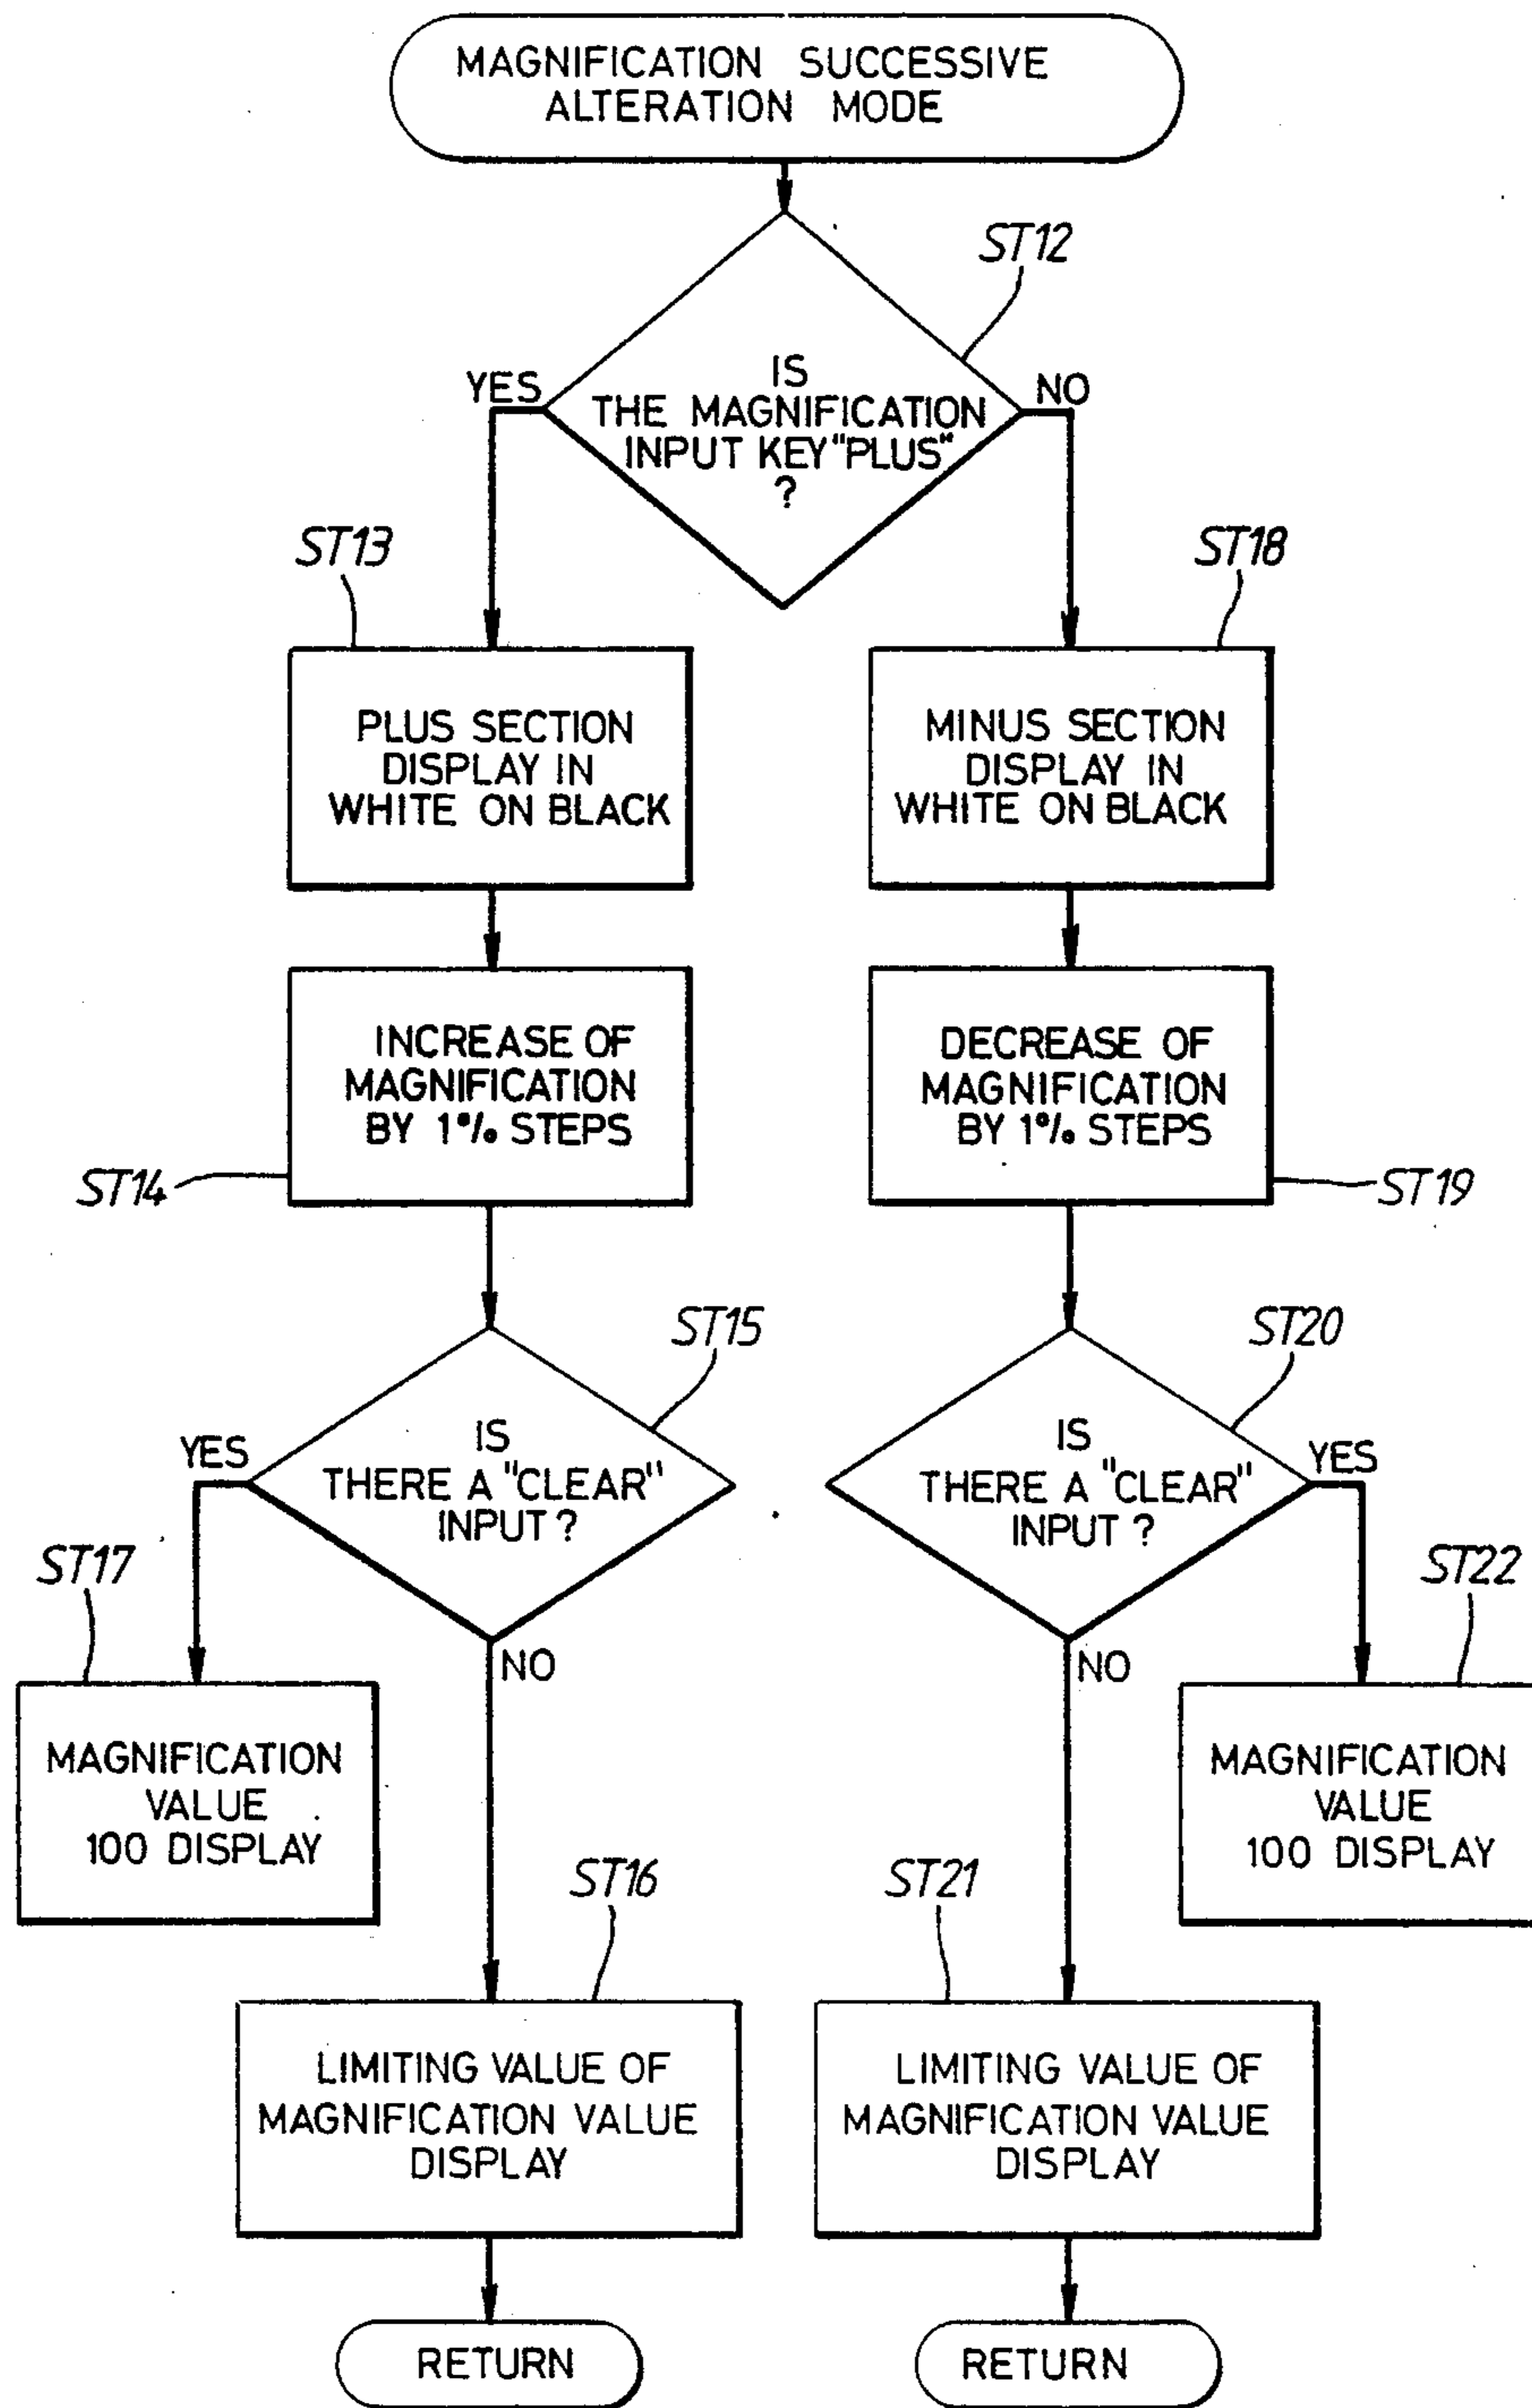 MAGNIFICATION SUCCESSIVE
ALTERATION MODE
ST12
IS
THE MAGNIFICATION
INPUT KEY "PLUS"
?
YES
NO
ST13
PLUS SECTION
DISPLAY IN
WHITE ON BLACK
ST18
MINUS SECTION
DISPLAY IN
WHITE ON BLACK
INCREASE OF
MAGNIFICATION
BY 1% STEPS
ST14
DECREASE OF
MAGNIFICATION
BY 1% STEPS
ST19
ST15
IS
THERE A "CLEAR"
INPUT ?
YES
NO
ST20
IS
THERE A "CLEAR"
INPUT ?
YES
NO
ST17
MAGNIFICATION
VALUE
100 DISPLAY
ST22
MAGNIFICATION
VALUE
100 DISPLAY
ST16
LIMITING VALUE OF
MAGNIFICATION VALUE
DISPLAY
ST21
LIMITING VALUE OF
MAGNIFICATION VALUE
DISPLAY
RETURN
RETURN